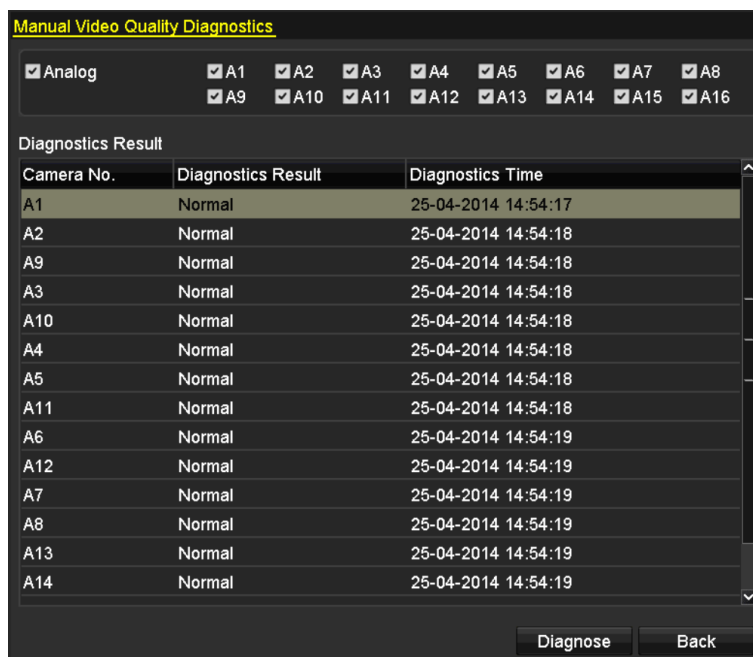 Manual Video Quality Diagnostics
Analog A1 A2 A3 A4 A5 A6 A7 A8
A9 A10 A11 A12 A13 A14 A15 A16
Diagnostics Result
Camera No. Diagnostics Result Diagnostics Time
A1 Normal 25-04-2014 14:54:17
A2 Normal 25-04-2014 14:54:18
A9 Normal 25-04-2014 14:54:18
A3 Normal 25-04-2014 14:54:18
A10 Normal 25-04-2014 14:54:18
A4 Normal 25-04-2014 14:54:18
A5 Normal 25-04-2014 14:54:18
A11 Normal 25-04-2014 14:54:18
A6 Normal 25-04-2014 14:54:19
A12 Normal 25-04-2014 14:54:19
A7 Normal 25-04-2014 14:54:19
A8 Normal 25-04-2014 14:54:19
A13 Normal 25-04-2014 14:54:19
A14 Normal 25-04-2014 14:54:19
Diagnose Back